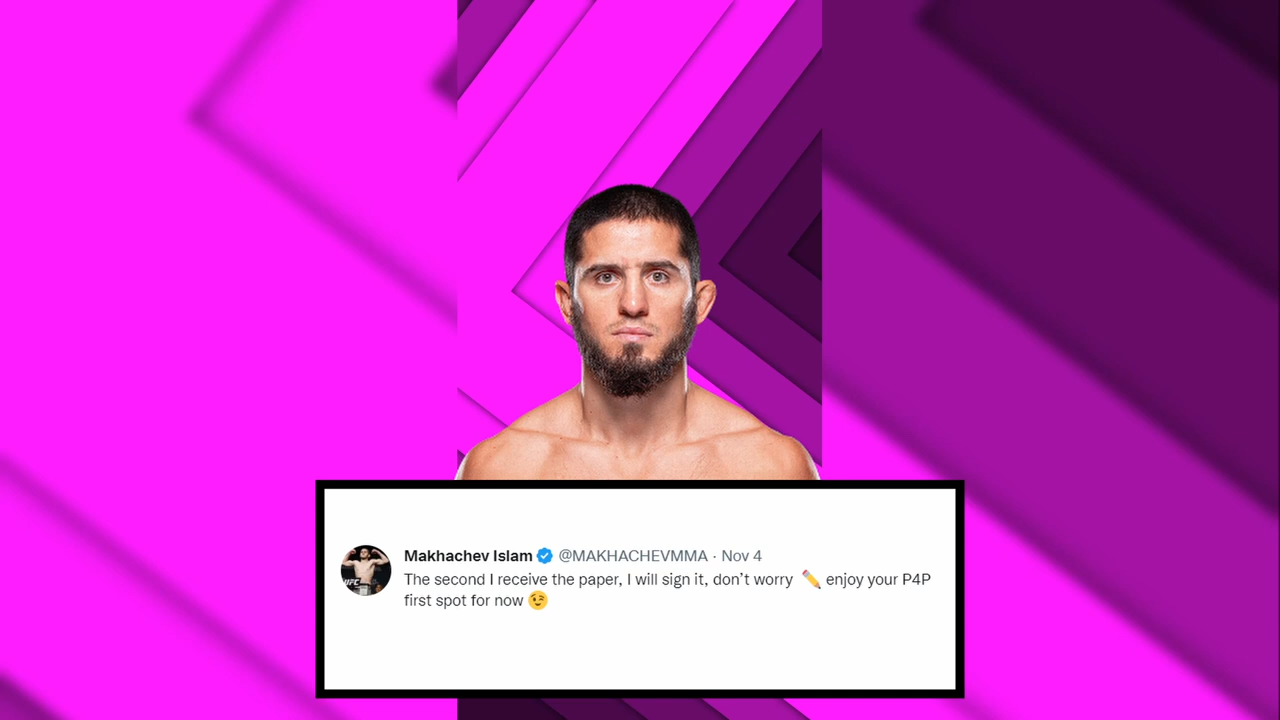 Makhachev Islam @MAKHACHEVMMA · Nov 4
The second I receive the paper, I will sign it, don’t worry ✏️ enjoy your P4P
first spot for now 😉
UFC